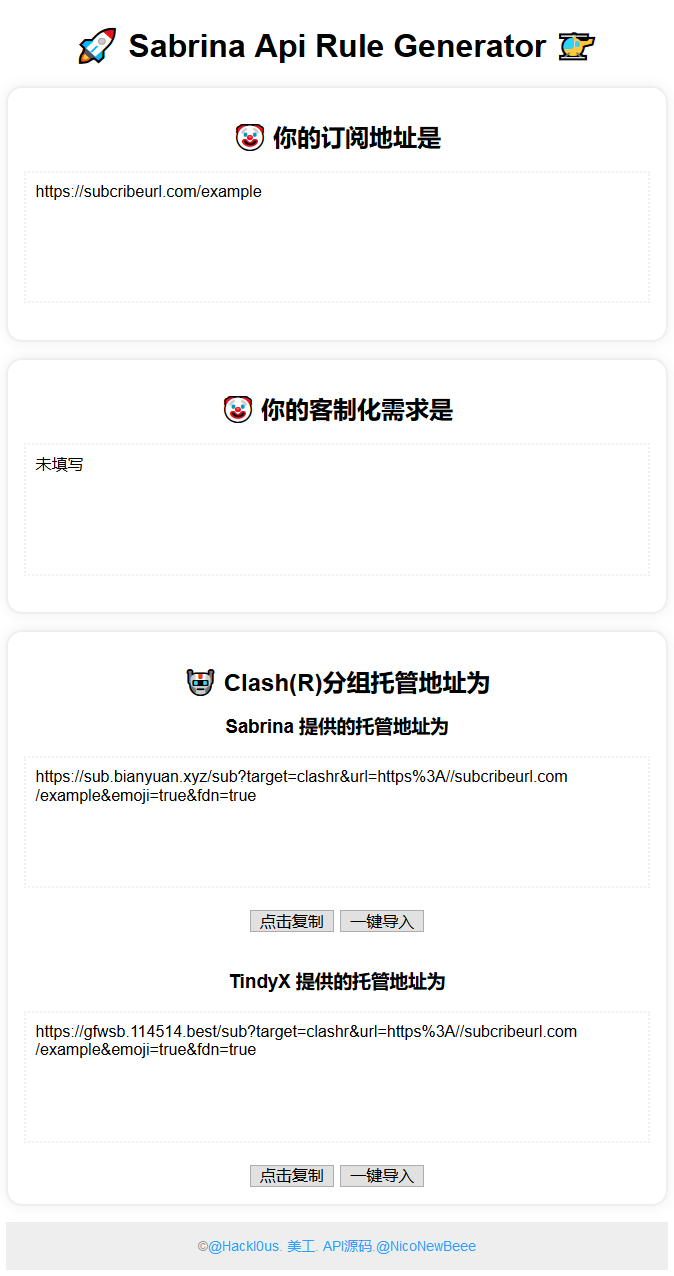 🚀 Sabrina Api Rule Generator 🚁
🤡 你的订阅地址是
https://subcribeurl.com/example
🤡 你的客制化需求是
未填写
🤖 Clash(R)分组托管地址为
Sabrina 提供的托管地址为
https://sub.bianyuan.xyz/sub?target=clashr&url=https%3A//subcribeurl.com
/example&emoji=true&fdn=true
点击复制 一键导入
TindyX 提供的托管地址为
https://gfwsb.114514.best/sub?target=clashr&url=https%3A//subcribeurl.com
/example&emoji=true&fdn=true
点击复制 一键导入
©@Hackl0us. 美工. API源码.@NicoNewBeee